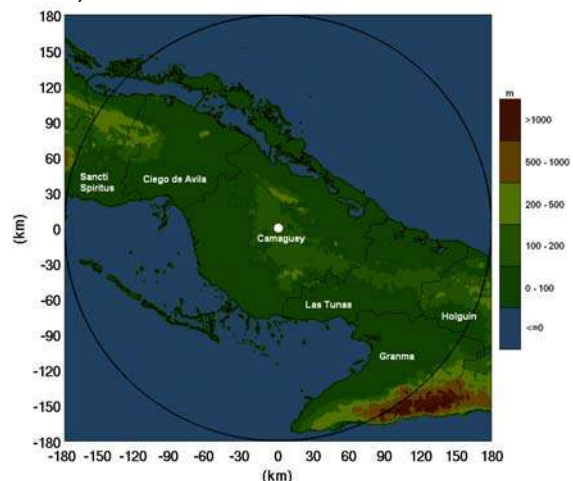 180
150
120
90
60
30
0
-30
-60
-90
-120
-150
-180
(km)
Sancti
Spiritus
Ciego de Avila
Camaguey
Las Tunas
Holguin
Granma
m
>1000
500 - 1000
200 - 500
100 - 200
0 - 100
<=0
-180 -150 -120 -90 -60 -30 0 30 60 90 120 150 180
(km)